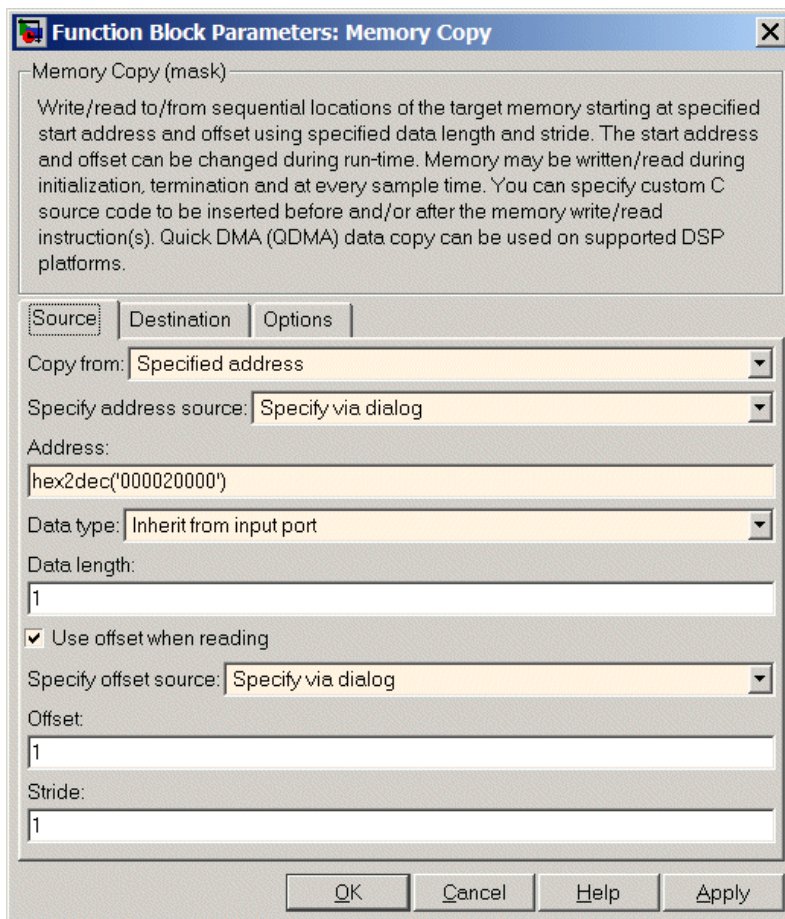 Function Block Parameters: Memory Copy
Memory Copy (mask)
Write/read to/from sequential locations of the target memory starting at specified
start address and offset using specified data length and stride. The start address
and offset can be changed during run-time. Memory may be written/read during
initialization, termination and at every sample time. You can specify custom C
source code to be inserted before and/or after the memory write/read
instruction(s). Quick DMA (QDMA) data copy can be used on supported DSP
platforms.
Source Destination Options
Copy from: Specified address
Specify address source: Specify via dialog
Address:
hex2dec('000020000')
Data type: Inherit from input port
Data length:
1
Use offset when reading
Specify offset source: Specify via dialog
Offset:
1
Stride:
1
OK Cancel Help Apply